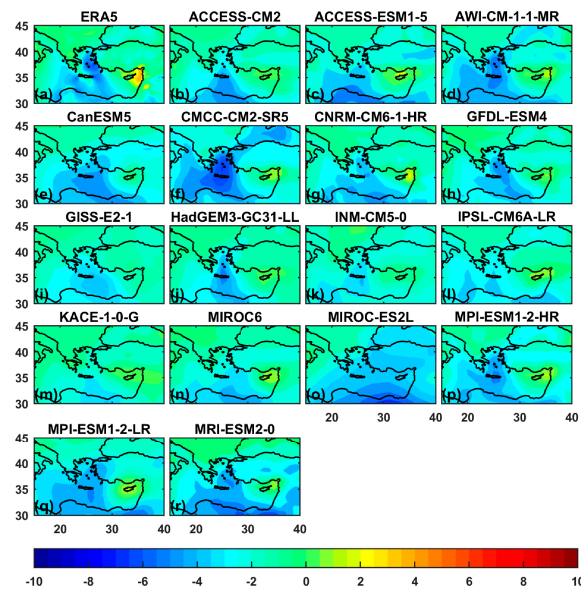 ERA5 ACCESS-CM2 ACCESS-ESM1-5 AWI-CM-1-1-MR
45
40
35
30
(a) (b) (c) (d)
CanESM5 CMCC-CM2-SR5 CNRM-CM6-1-HR GFDL-ESM4
45
40
35
30
(e) (f) (g) (h)
GISS-E2-1 HadGEM3-GC31-LL INM-CM5-0 IPSL-CM6A-LR
45
40
35
30
(i) (j) (k) (l)
KACE-1-0-G MIROC6 MIROC-ES2L MPI-ESM1-2-HR
45
40
35
30
(m) (n) (o) (p)
20 30 40 20 30 40
MPI-ESM1-2-LR MRI-ESM2-0
45
40
35
30
(q) (r)
20 30 40 20 30 40
-10 -8 -6 -4 -2 0 2 4 6 8 10